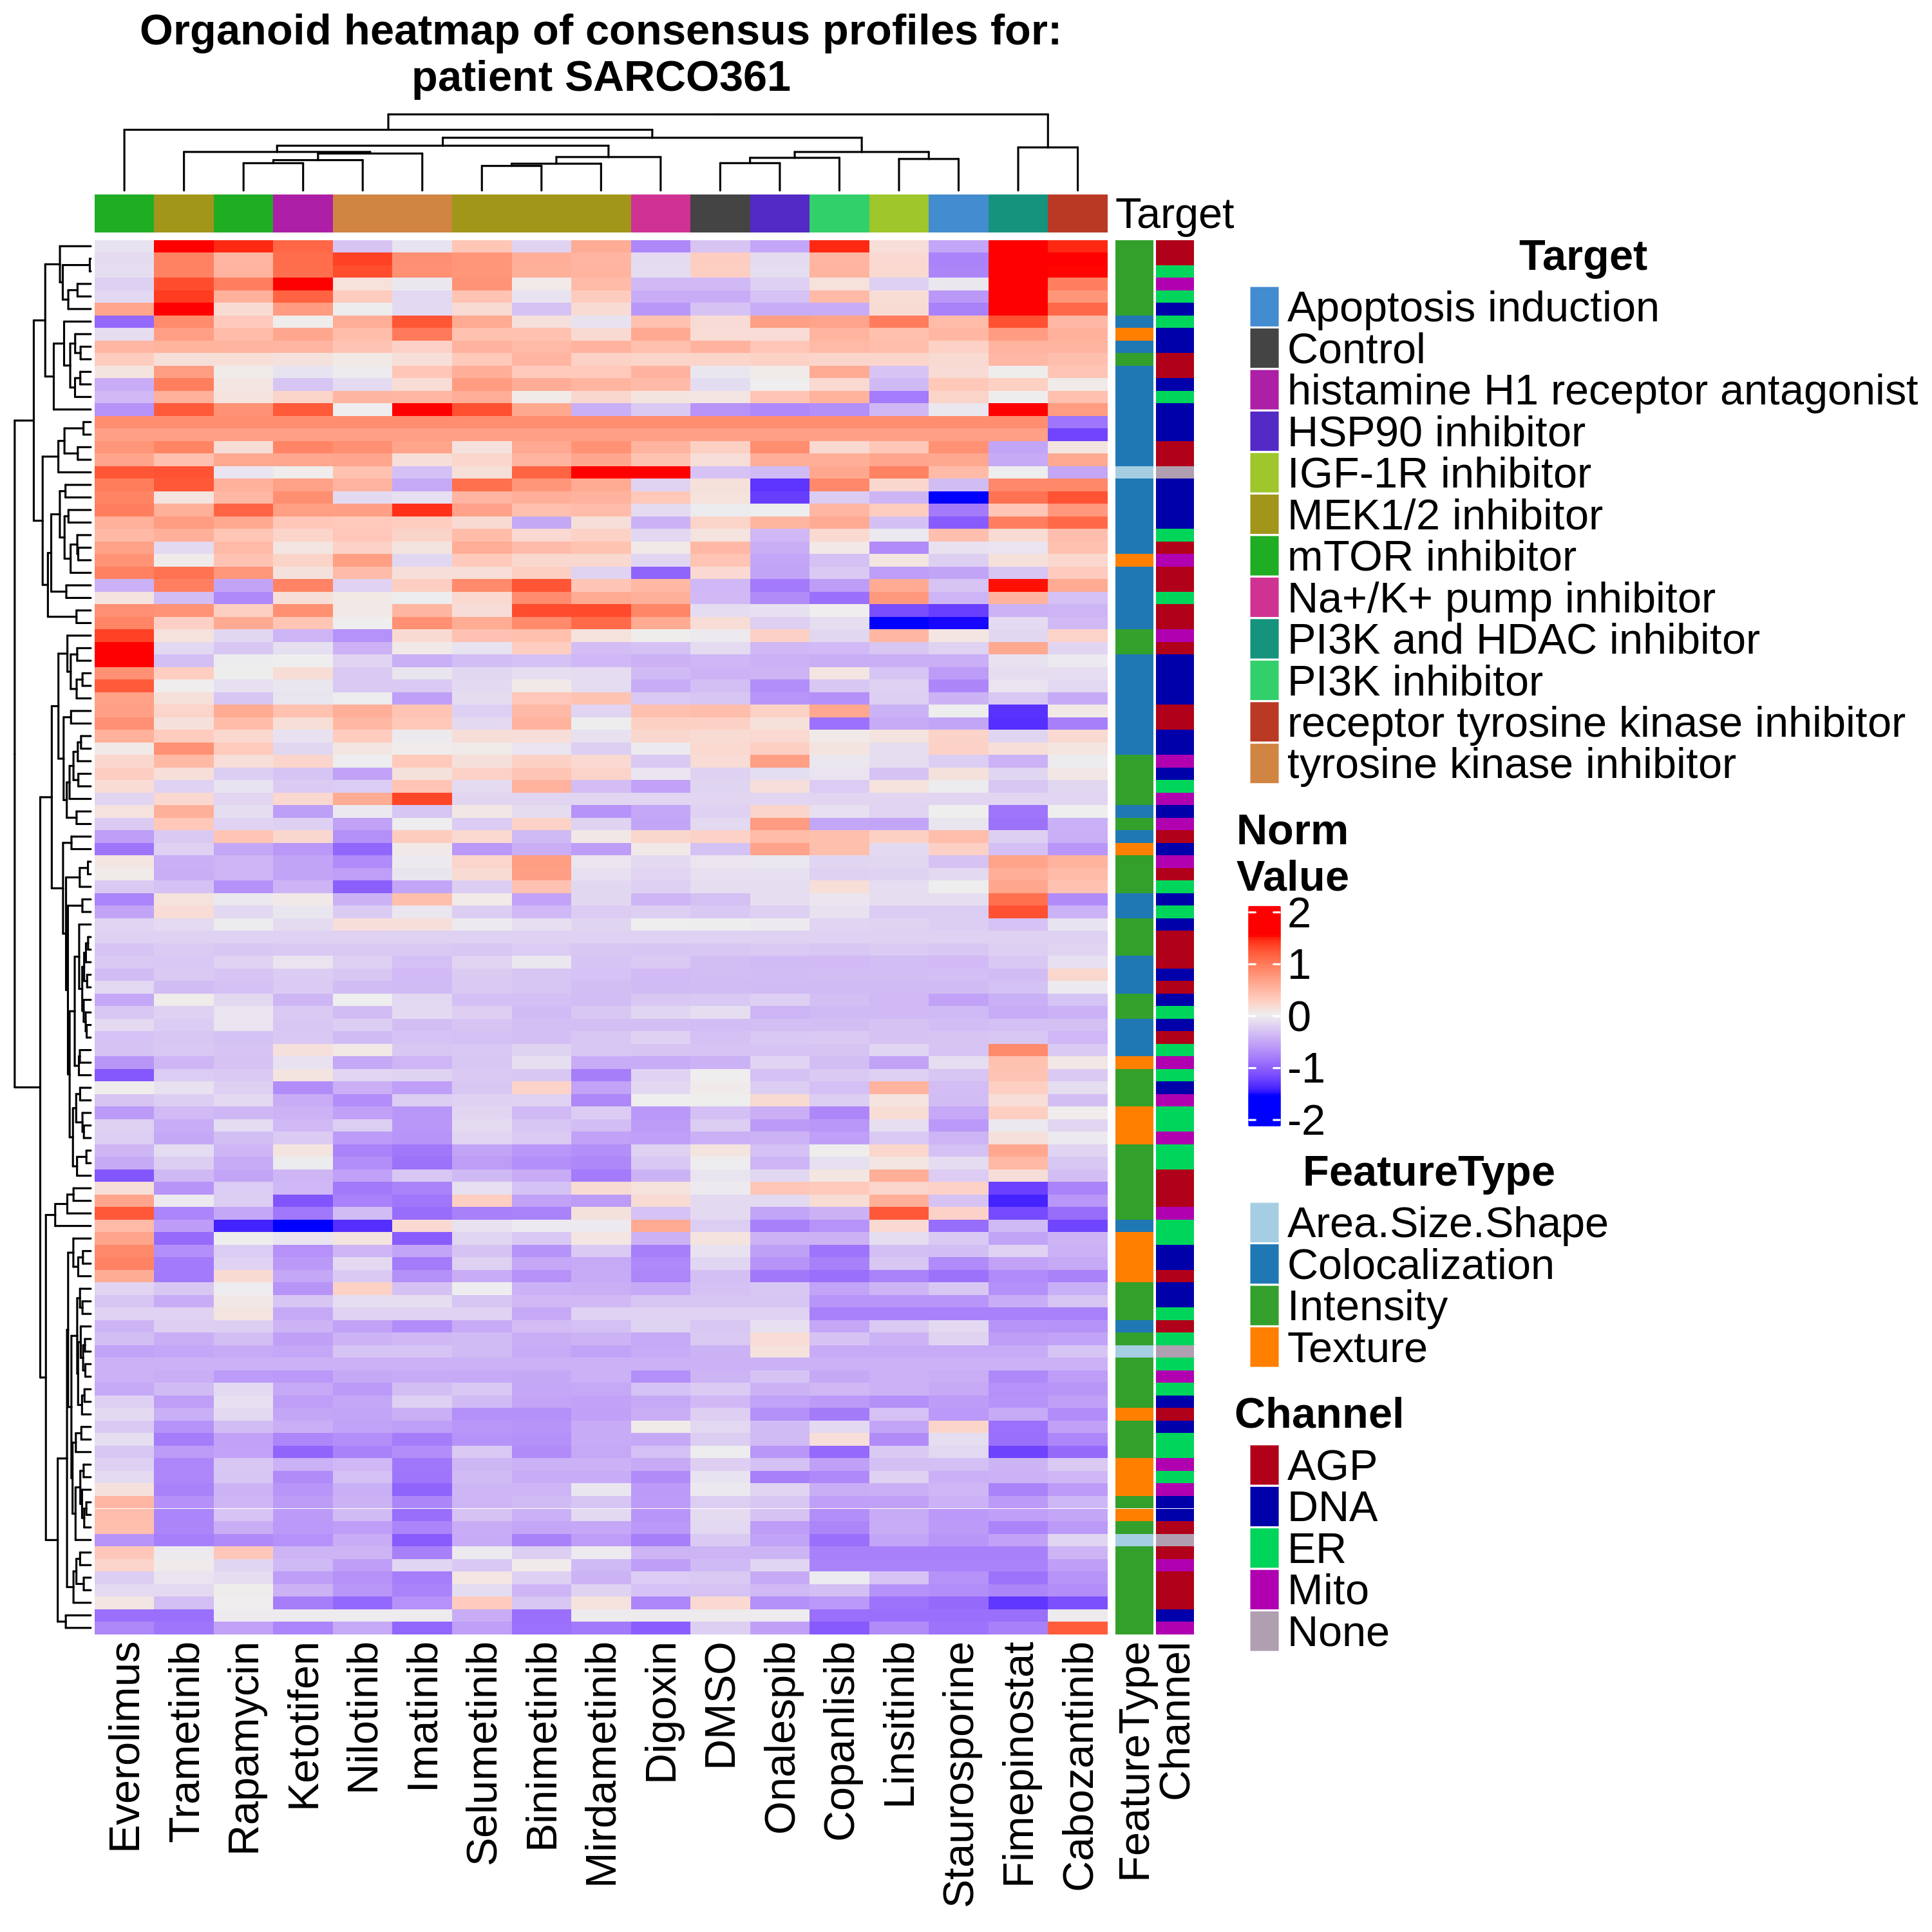 Organoid heatmap of consensus profiles for:
patient SARCO361
Target
Target
Apoptosis induction
Control
histamine H1 receptor antagonist
HSP90 inhibitor
IGF-1R inhibitor
MEK1/2 inhibitor
mTOR inhibitor
Na+/K+ pump inhibitor
PI3K and HDAC inhibitor
PI3K inhibitor
receptor tyrosine kinase inhibitor
tyrosine kinase inhibitor
Norm
Value
2
1
0
-1
-2
FeatureType
Area.Size.Shape
Colocalization
Intensity
Texture
Channel
AGP
DNA
ER
Mito
None
Everolimus
Trametinib
Rapamycin
Ketotifen
Nilotinib
Imatinib
Selumetinib
Binimetinib
Mirdametinib
Digoxin
DMSO
Onalespib
Copanlisib
Linsitinib
Staurosporine
Fimepinostat
Cabozantinib
FeatureType
Channel